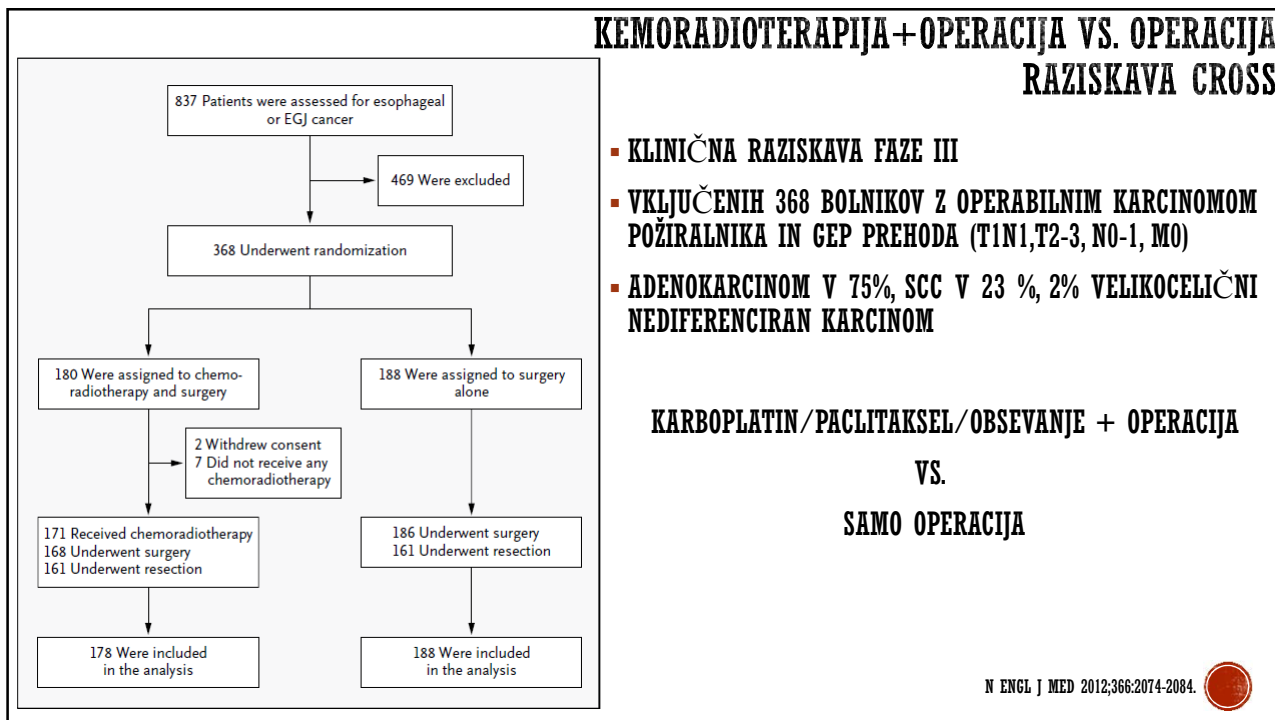 KEMORADIOTERAPIJA+OPERACIJA VS. OPERACIJA
RAZISKAVA CROSS
837 Patients were assessed for esophageal
or EGJ cancer
469 Were excluded
368 Underwent randomization
180 Were assigned to chemo-
radiotherapy and surgery
188 Were assigned to surgery
alone
2 Withdrew consent
7 Did not receive any
chemoradiotherapy
171 Received chemoradiotherapy
168 Underwent surgery
161 Underwent resection
186 Underwent surgery
161 Underwent resection
178 Were included
in the analysis
188 Were included
in the analysis
▪ KLINIČNA RAZISKAVA FAZE III
▪ VKLJUČENIH 368 BOLNIKOV Z OPERABILNIM KARCINOMOM
POŽIRALNIKA IN GEP PREHODA (T1N1,T2-3, N0-1, M0)
▪ ADENOKARCINOM V 75%, SCC V 23 %, 2% VELIKOCELIČNI
NEDIFERENCIRAN KARCINOM
KARBOPLATIN/PACLITAKSEL/OBSEVANJE + OPERACIJA
VS.
SAMO OPERACIJA
N ENGL J MED 2012;366:2074-2084.